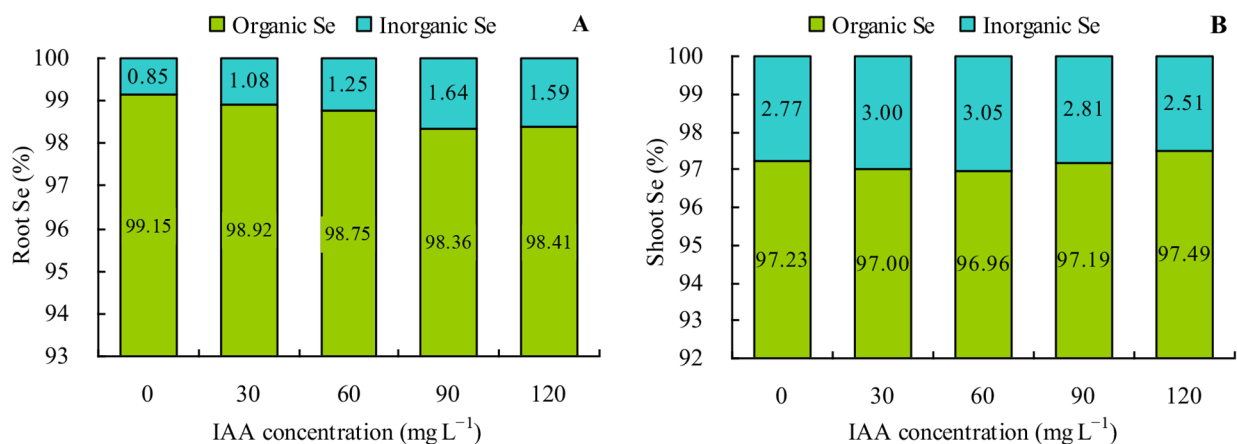 Organic Se Inorganic Se A
Root Se (%)
100
99
98
97
96
95
94
93
0.85 1.08 1.25 1.64 1.59
99.15 98.92 98.75 98.36 98.41
0 30 60 90 120
IAA concentration (mg L⁻¹)
Organic Se Inorganic Se B
Shoot Se (%)
100
99
98
97
96
95
94
93
92
2.77 3.00 3.05 2.81 2.51
97.23 97.00 96.96 97.19 97.49
0 30 60 90 120
IAA concentration (mg L⁻¹)